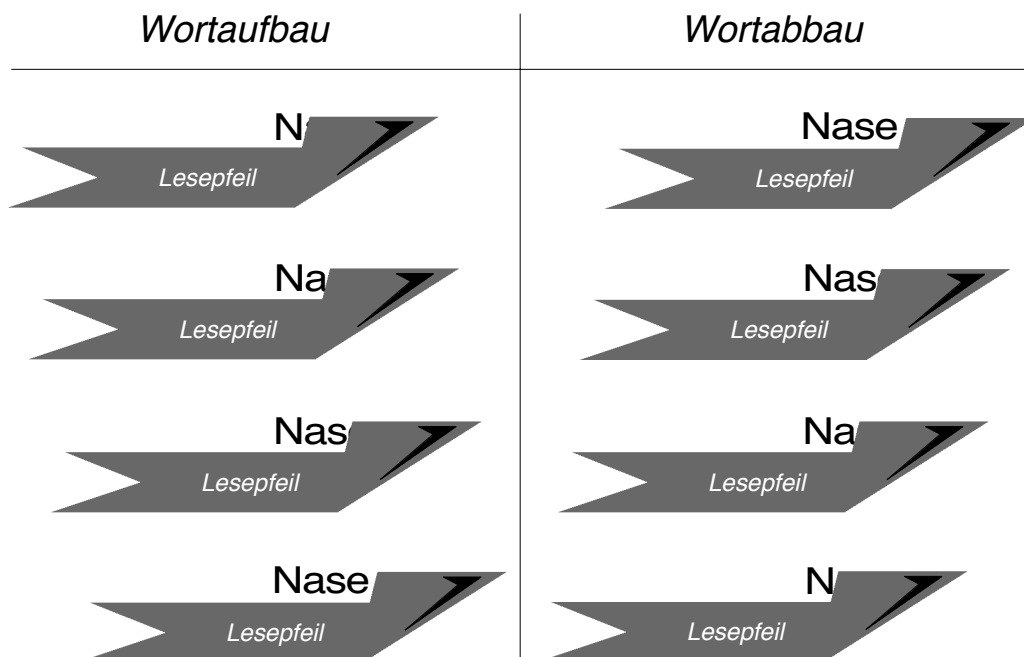 Wortaufbau
N
Lesepfeil
Na
Lesepfeil
Nas
Lesepfeil
Nase
Lesepfeil
Wortabbau
Nase
Lesepfeil
Nas
Lesepfeil
Na
Lesepfeil
N
Lesepfeil